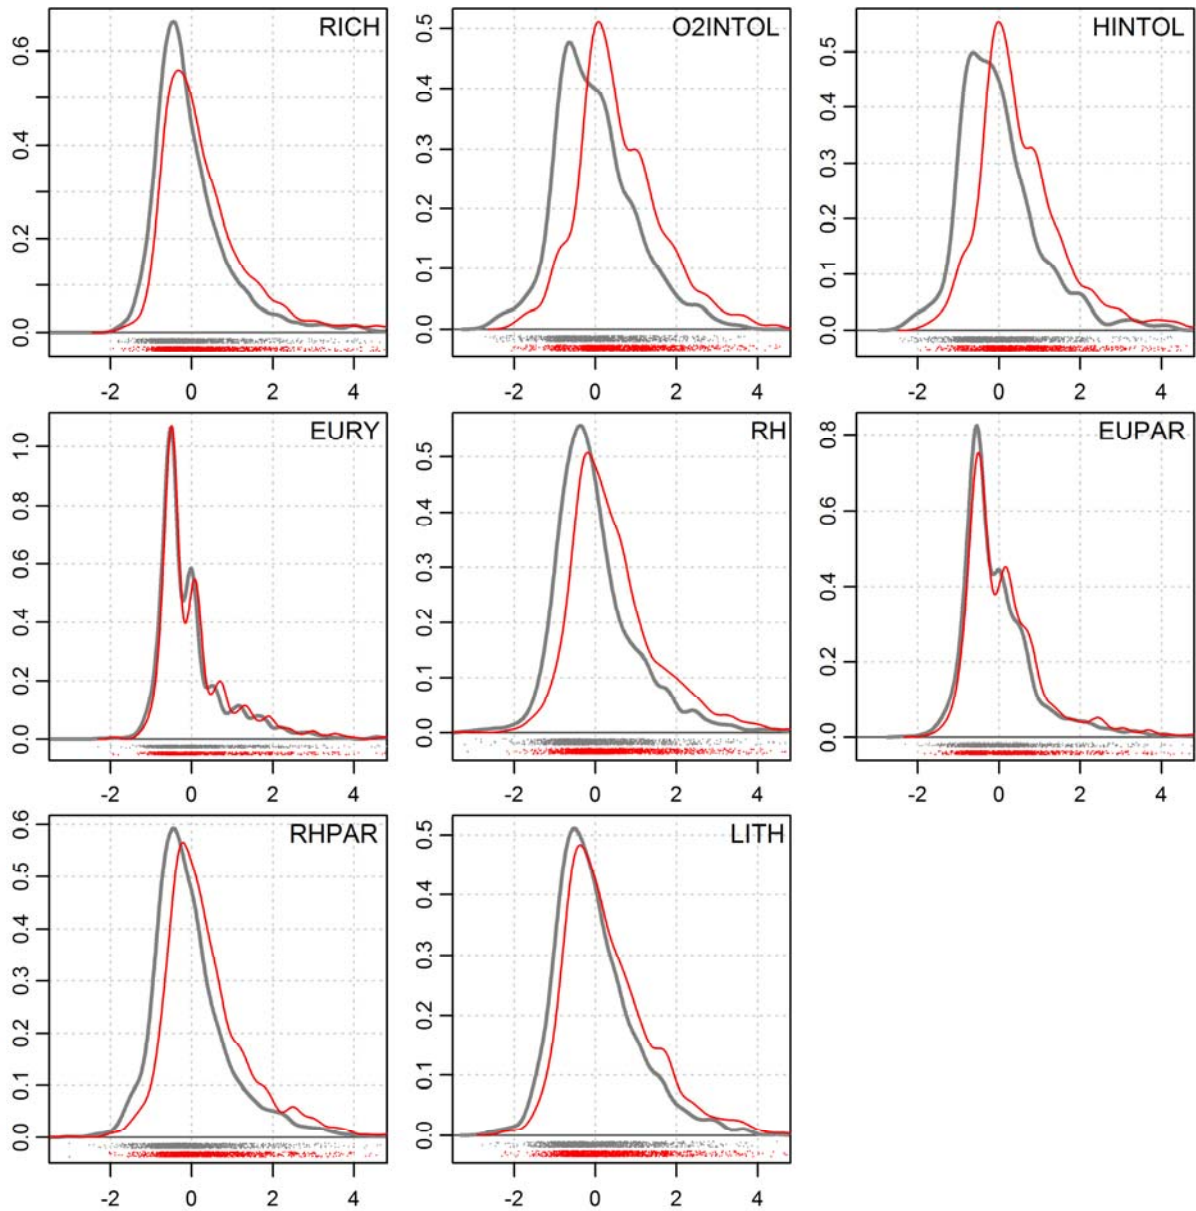 RICH
0.0 0.2 0.4 0.6
-2 0 2 4
O2INTOL
0.0 0.1 0.2 0.3 0.4 0.5
-2 0 2 4
HINTOL
0.0 0.1 0.2 0.3 0.4 0.5
-2 0 2 4
EURY
0.0 0.2 0.4 0.6 0.8 1.0
-2 0 2 4
RH
0.0 0.1 0.2 0.3 0.4 0.5
-2 0 2 4
EUPAR
0.0 0.2 0.4 0.6 0.8
-2 0 2 4
RHPAR
0.0 0.1 0.2 0.3 0.4 0.5 0.6
-2 0 2 4
LITH
0.0 0.1 0.2 0.3 0.4 0.5
-2 0 2 4